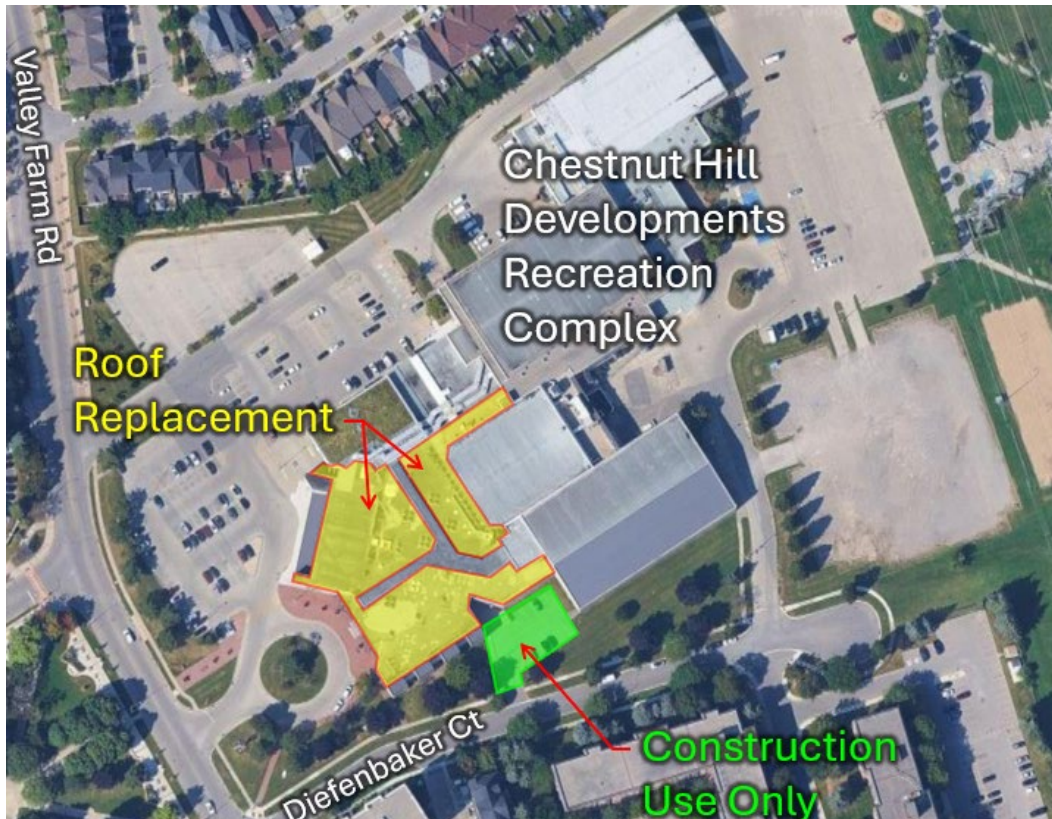 Valley Farm Rd
Chestnut Hill
Developments
Recreation
Complex
Roof
Replacement
Diefenbaker Ct
Construction
Use Only